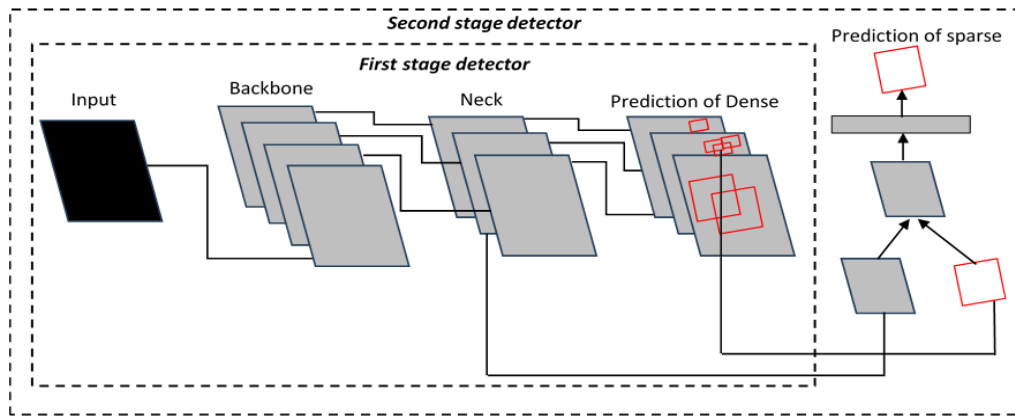 Second stage detector
First stage detector
Prediction of sparse
Input
Backbone
Neck
Prediction of Dense